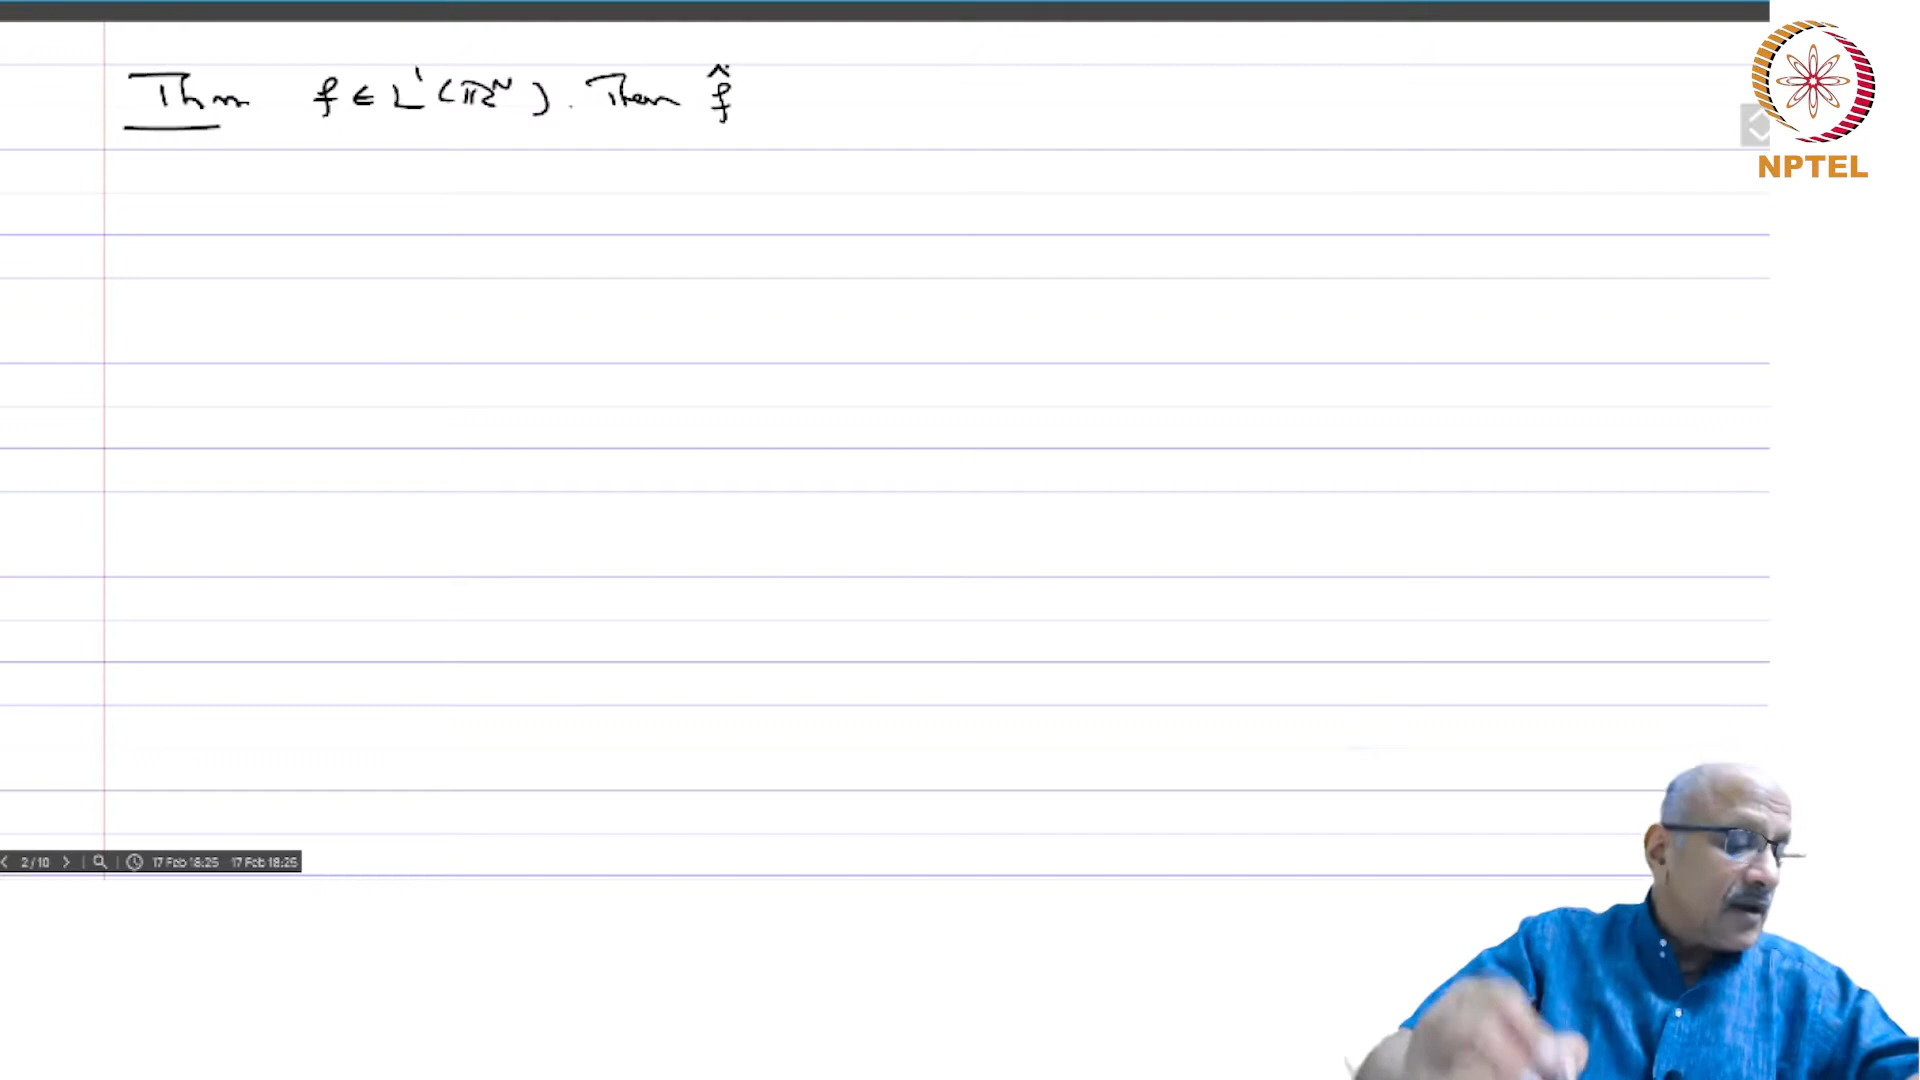 Thm f ∈ L¹(ℝᴺ). Then f̂
NPTEL
2/10 17 Feb 18:25 17 Feb 18:25